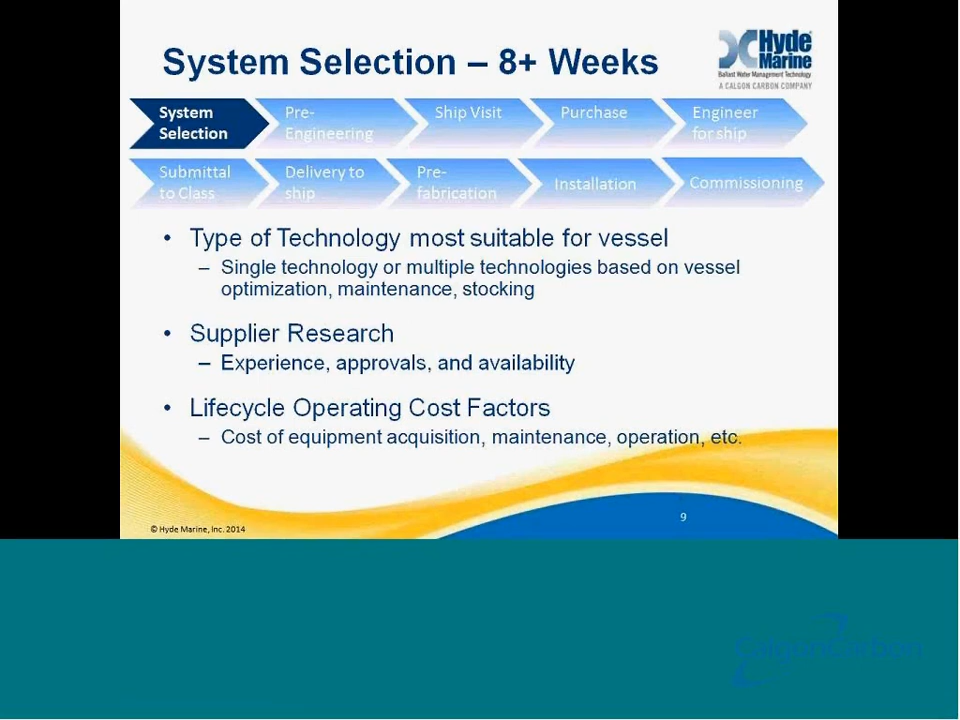 System Selection – 8+ Weeks
Hyde
Marine
Ballast Water Management Technology
A CALGON CARBON COMPANY
System
Selection
Pre-
Engineering
Ship Visit
Purchase
Engineer
for ship
Submittal
to Class
Delivery to
ship
Pre-
fabrication
Installation
Commissioning
• Type of Technology most suitable for vessel
– Single technology or multiple technologies based on vessel
optimization, maintenance, stocking
• Supplier Research
– Experience, approvals, and availability
• Lifecycle Operating Cost Factors
– Cost of equipment acquisition, maintenance, operation, etc.
9
© Hyde Marine, Inc. 2014
CalgonCarbon